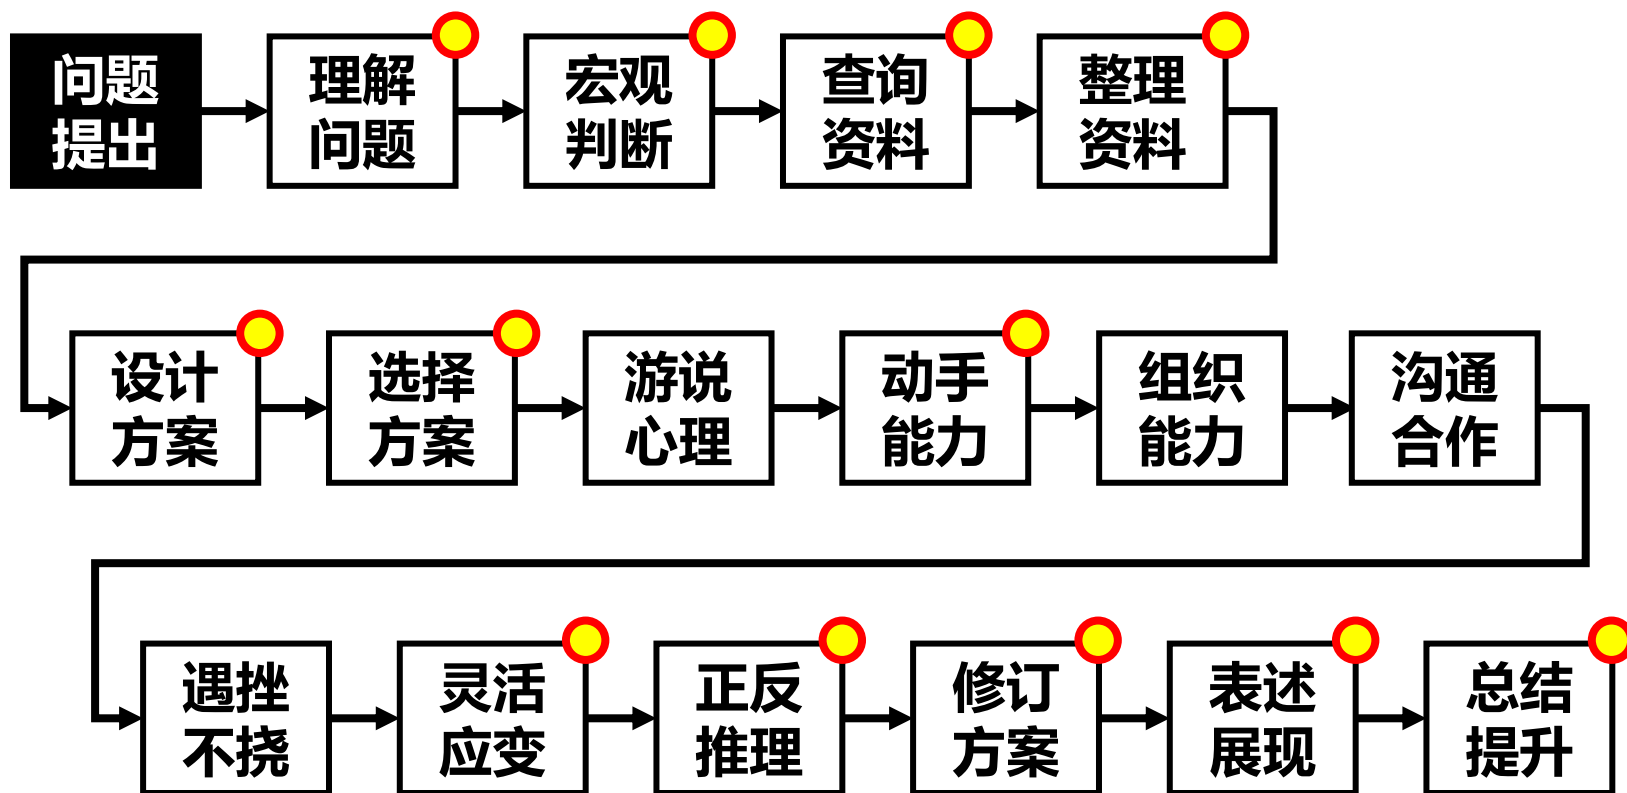 问题
提出
理解
问题
宏观
判断
查询
资料
整理
资料
设计
方案
选择
方案
游说
心理
动手
能力
组织
能力
沟通
合作
遇挫
不挠
灵活
应变
正反
推理
修订
方案
表述
展现
总结
提升